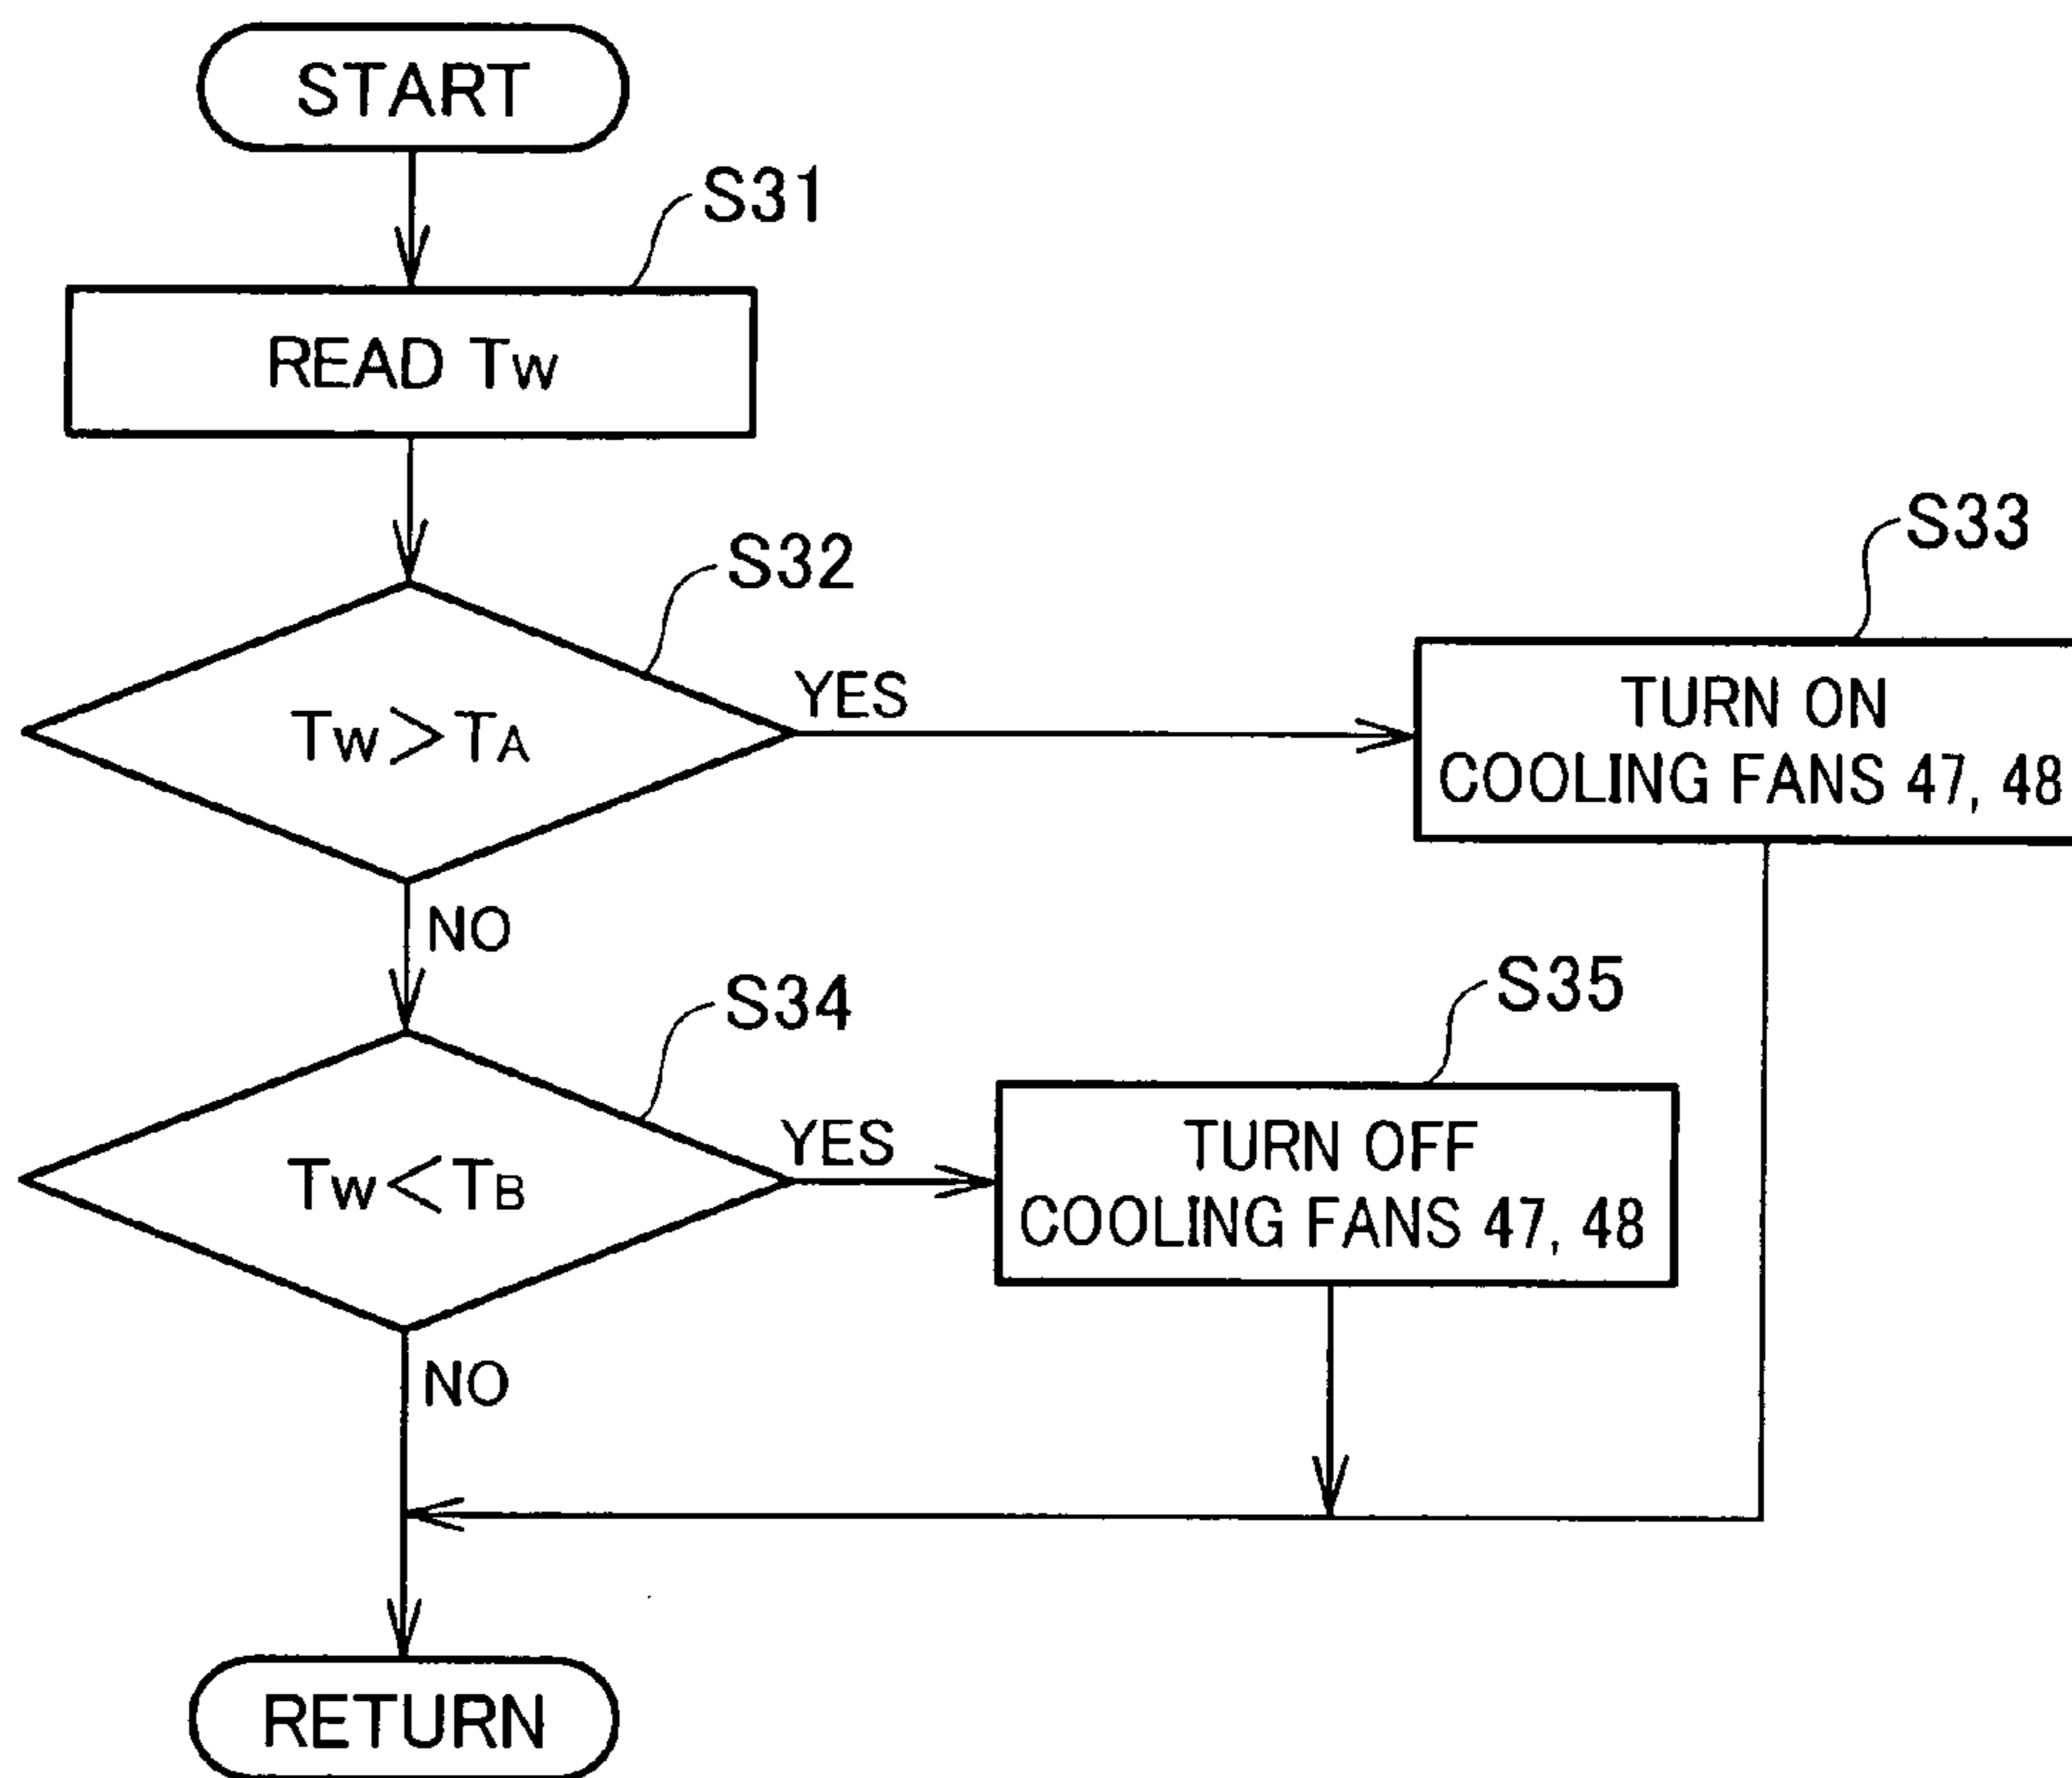 START
S31
READ Tw
S32
S33
Tw>TA
YES
TURN ON
COOLING FANS 47, 48
NO
S34
S35
Tw<TB
YES
TURN OFF
COOLING FANS 47, 48
NO
RETURN